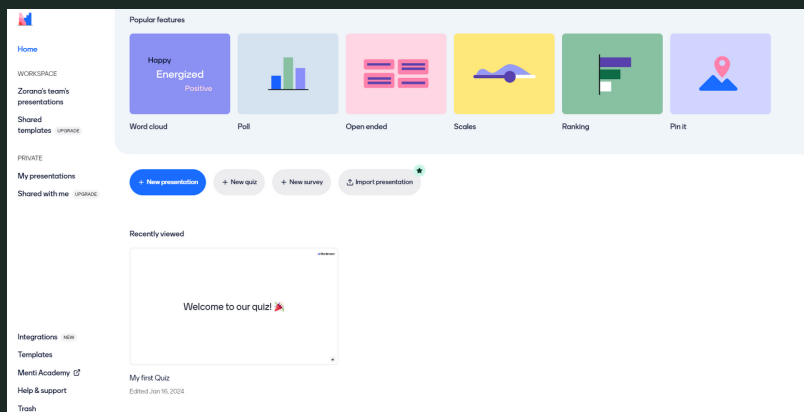 Home
WORKSPACE
Zorana's team's
presentations
Shared
templates UPGRADE
PRIVATE
My presentations
Shared with me UPGRADE
Integrations NEW
Templates
Menti Academy
Help & support
Trash
Popular features
Happy
Energized
Positive
Word cloud
Poll
Open ended
Scales
Ranking
Pin it
+ New presentation
+ New quiz
+ New survey
Import presentation
Recently viewed
Welcome to our quiz!
My first Quiz
Edited Jan 16, 2024